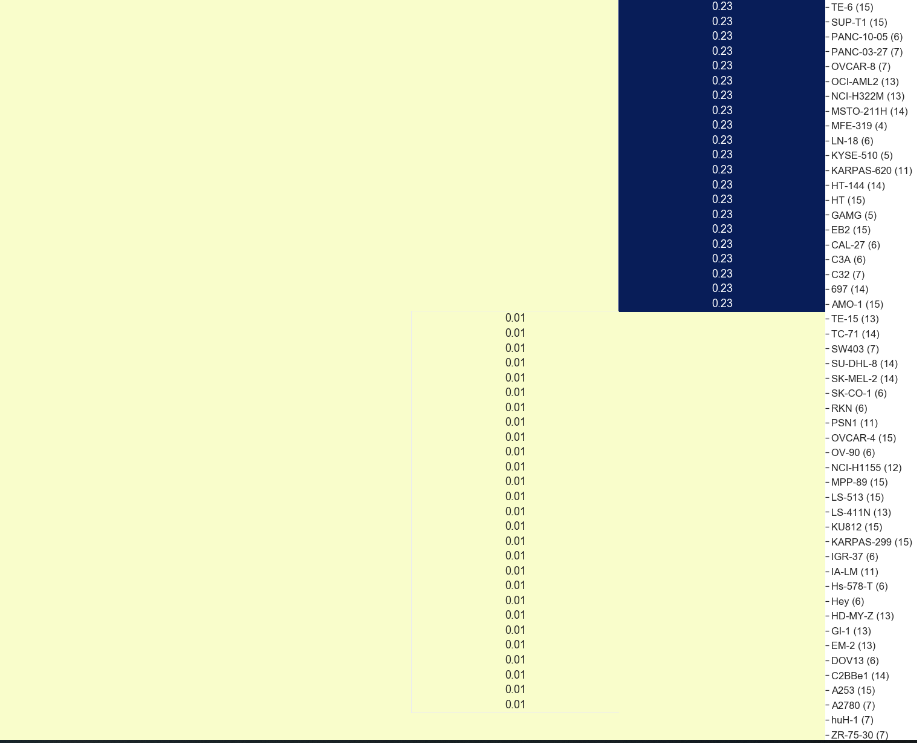 0.23 TE-6 (15)
0.23 SUP-T1 (15)
0.23 PANC-10-05 (6)
0.23 PANC-03-27 (7)
0.23 OVCAR-8 (7)
0.23 OCI-AML2 (13)
0.23 NCI-H322M (13)
0.23 MSTO-211H (14)
0.23 MFE-319 (4)
0.23 LN-18 (6)
0.23 KYSE-510 (5)
0.23 KARPAS-620 (11)
0.23 HT-144 (14)
0.23 HT (15)
0.23 GAMG (5)
0.23 EB2 (15)
0.23 CAL-27 (6)
0.23 C3A (6)
0.23 C32 (7)
0.23 697 (14)
0.23 AMO-1 (15)
0.01 TE-15 (13)
0.01 TC-71 (14)
0.01 SW403 (7)
0.01 SU-DHL-8 (14)
0.01 SK-MEL-2 (14)
0.01 SK-CO-1 (6)
0.01 RKN (6)
0.01 PSN1 (11)
0.01 OVCAR-4 (15)
0.01 OV-90 (6)
0.01 NCI-H1155 (12)
0.01 MPP-89 (15)
0.01 LS-513 (15)
0.01 LS-411N (13)
0.01 KU812 (15)
0.01 KARPAS-299 (15)
0.01 IGR-37 (6)
0.01 IA-LM (11)
0.01 Hs-578-T (6)
0.01 Hey (6)
0.01 HD-MY-Z (13)
0.01 GI-1 (13)
0.01 EM-2 (13)
0.01 DOV13 (6)
0.01 C2BBe1 (14)
0.01 A253 (15)
0.01 A2780 (7)
huH-1 (7)
ZR-75-30 (7)